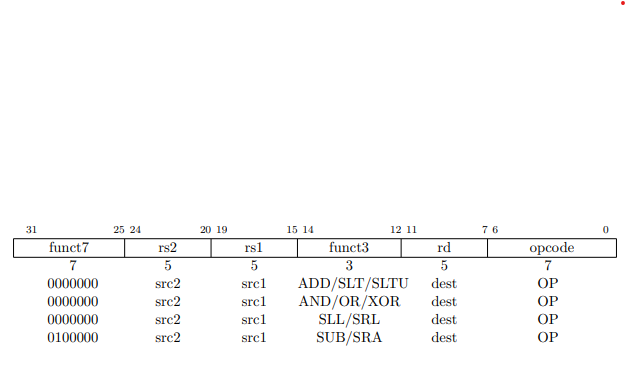 31 25 24 20 19 15 14 12 11 7 6 0
funct7 rs2 rs1 funct3 rd opcode
7 5 5 3 5 7
0000000 src2 src1 ADD/SLT/SLTU dest OP
0000000 src2 src1 AND/OR/XOR dest OP
0000000 src2 src1 SLL/SRL dest OP
0100000 src2 src1 SUB/SRA dest OP